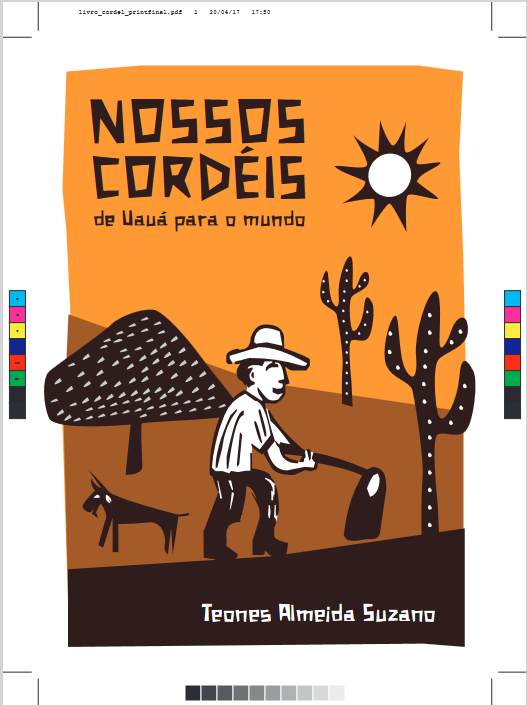 livro_cordel_printfinal.pdf 1 20/04/17 17:50
NOSSOS
CORDÉIS
de Uauá para o mundo
Teones Almeida Suzano